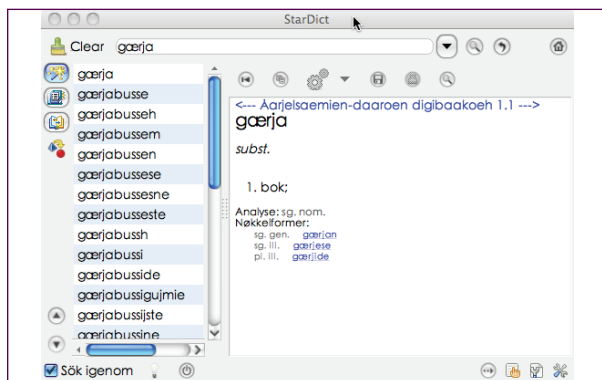 StarDict
Clear gærja
gærja
gærjabusse
gærjabusseh
gærjabussem
gærjabussen
gærjabussese
gærjabussesne
gærjabusseste
gærjabussh
gærjabussi
gærjabusside
gærjabussigujmie
gærjabussijste
gærjabussine
<--- Åarjelsaemien-daaroen digibaakoeh 1.1 --->
gærja
subst.
1. bok;
Analyse: sg. nom.
Nøkkelformer:
sg. gen. gærjan
sg. ill. gærjese
pl. ill. gærjide
Sök igenom